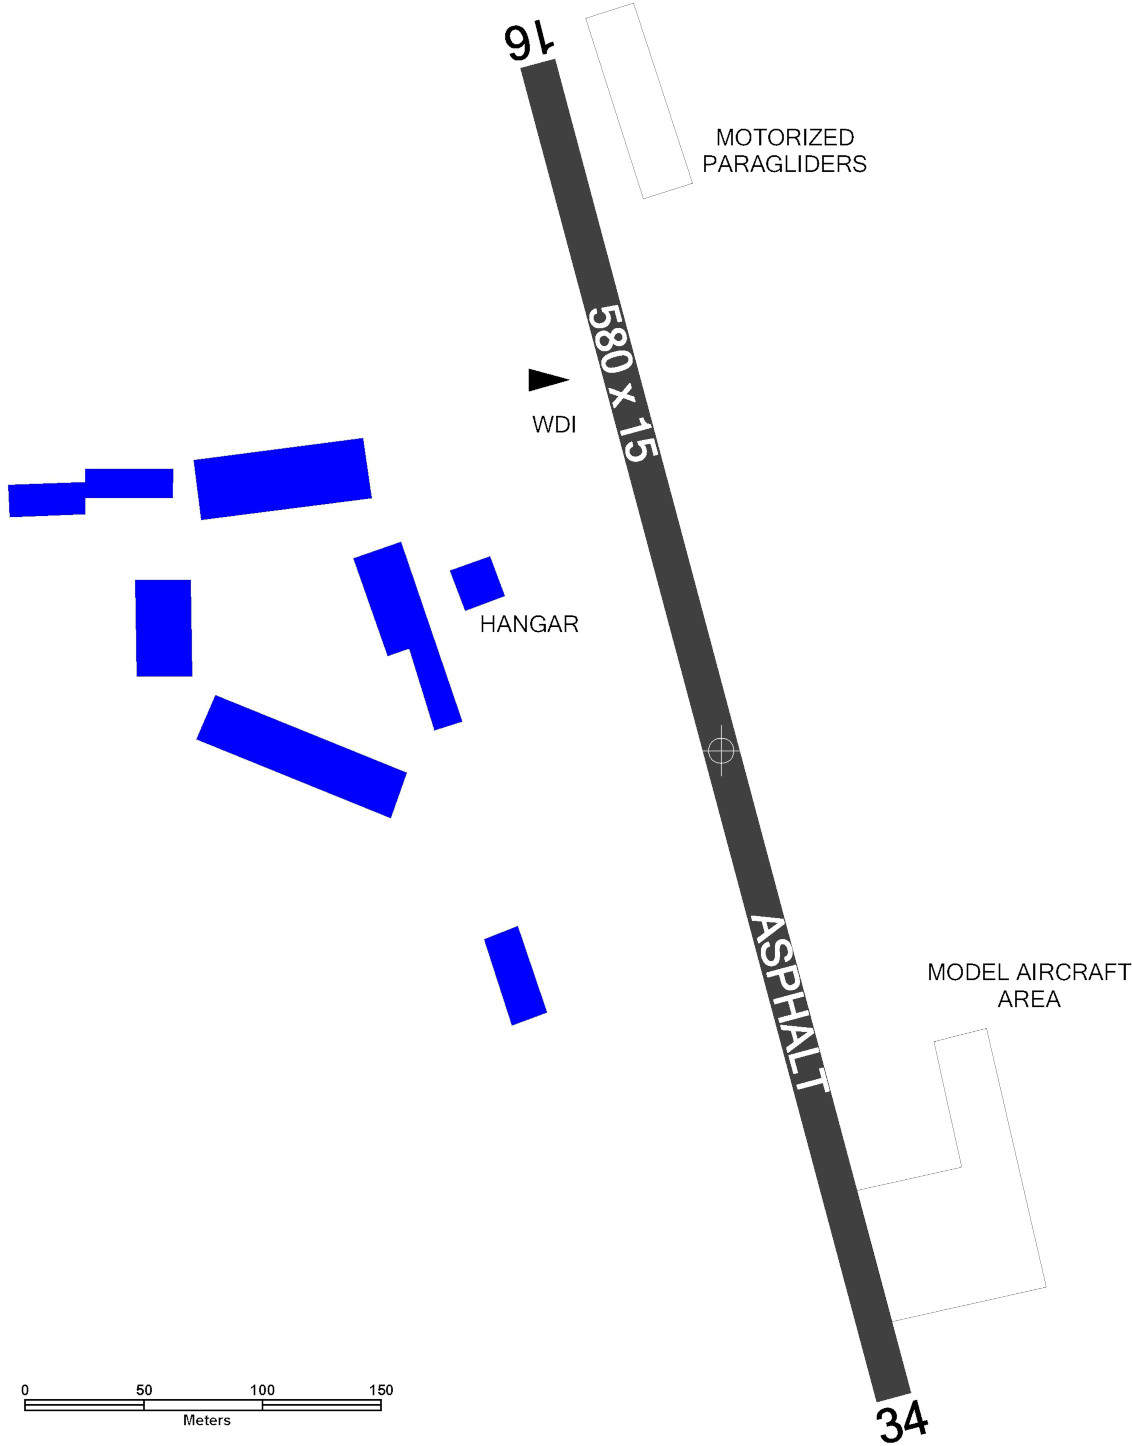 16
MOTORIZED
PARAGLIDERS
580 x 15
WDI
HANGAR
ASPHALT
MODEL AIRCRAFT
AREA
0 50 100 150
Meters
34